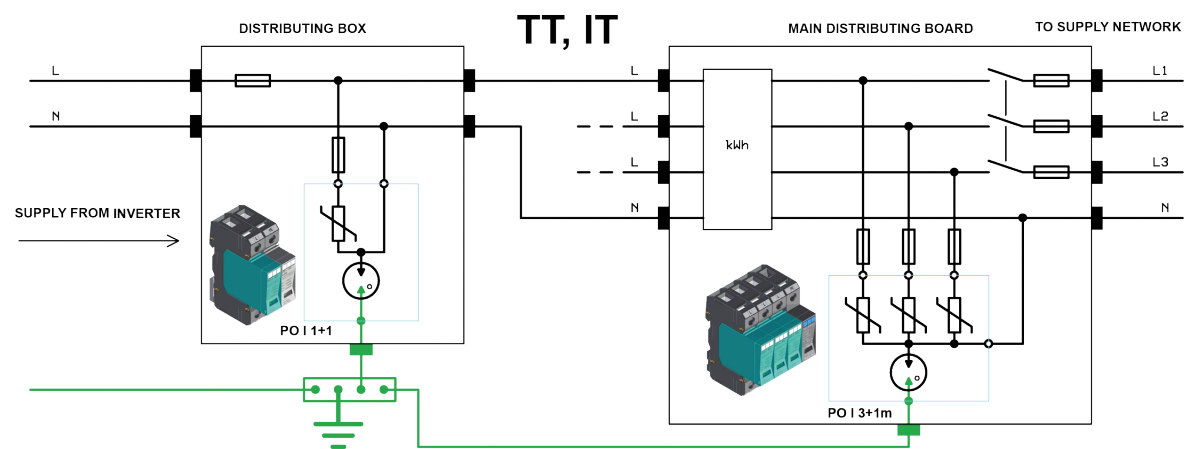 TT, IT
DISTRIBUTING BOX
MAIN DISTRIBUTING BOARD
TO SUPPLY NETWORK
L
L
L1
N
L
L2
kWh
L
L3
SUPPLY FROM INVERTER
N
N
PO I 1+1
PO I 3+1m